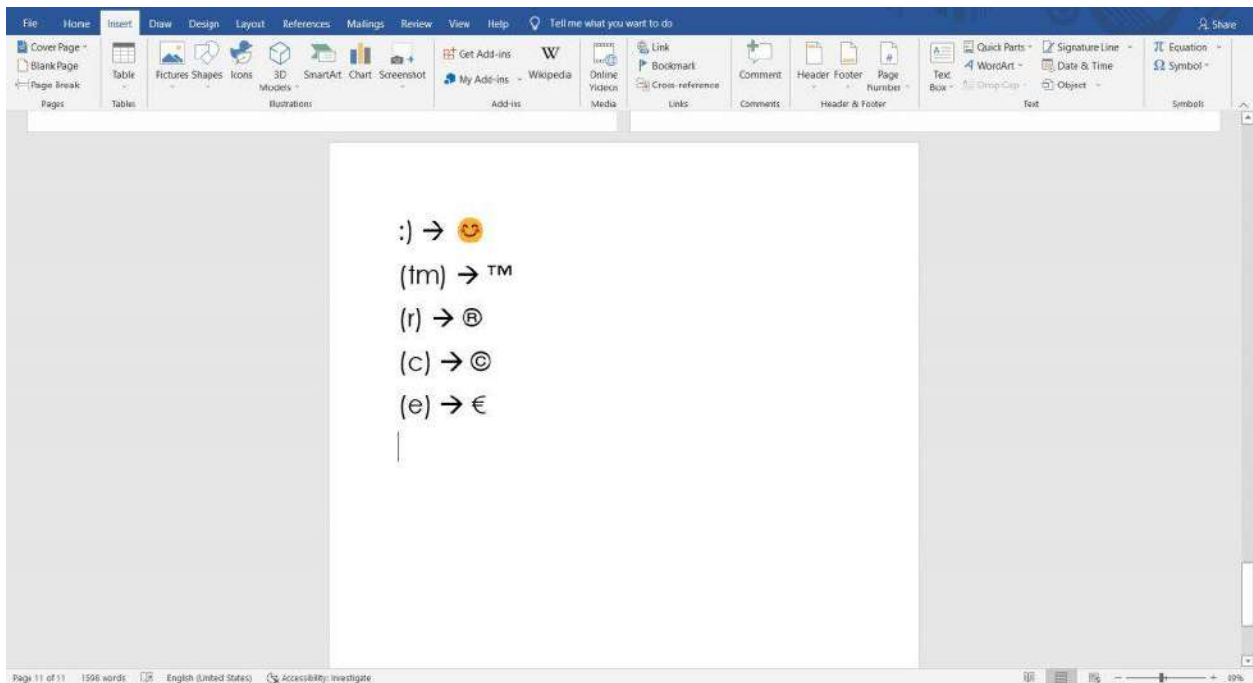 File Home Insert Draw Design Layout References Mailings Review View Help Tell me what you want to do Share
Cover Page
Blank Page
Page Break
Pages
Table
Tables
Pictures Shapes Icons 3D Models SmartArt Chart Screenshot
Illustrations
Get Add-ins
My Add-ins
Wikipedia
Add-ins
Online Videos
Media
Link
Bookmark
Cross-reference
Links
Comment
Comments
Header Footer Page Number
Header & Footer
Text Box
Quick Parts
WordArt
Drop Cap
Signature Line
Date & Time
Object
Text
π Equation
Ω Symbol
Symbols
:) → 😊
(tm) → ™
(r) → ®
(c) → ©
(e) → €
Page 11 of 11 1596 words English (United States) Accessibility: Investigate